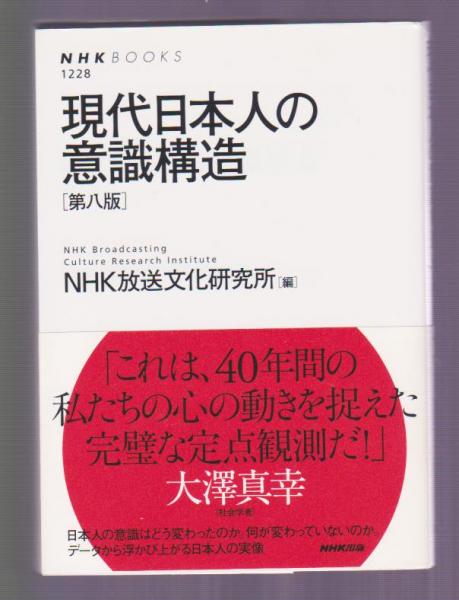 NHK BOOKS
1228
現代日本人の
意識構造
[第八版]
NHK Broadcasting
Culture Research Institute
NHK放送文化研究所[編]
「これは、40年間の
私たちの心の動きを捉えた
完璧な定点観測だ!」
大澤真幸
(社会学者)
日本人の意識はどう変わったのか。何が変わっていないのか。
データから浮かび上がる日本人の実像
NHK出版